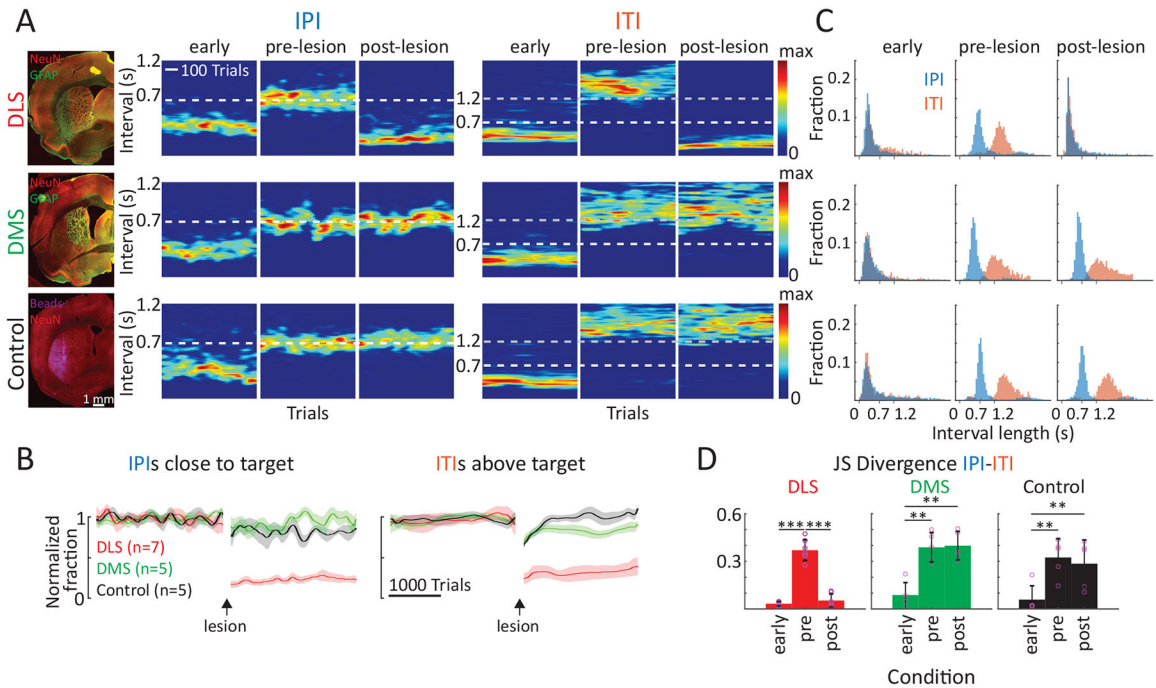 A
IPI
ITI
early
pre-lesion
post-lesion
early
pre-lesion
post-lesion
DLS
NeuN
GFAP
Interval (s)
1.2
0.7
100 Trials
1.2
0.7
max
0
DMS
NeuN
GFAP
Interval (s)
1.2
0.7
1.2
0.7
max
0
Control
Beads
NeuN
1 mm
Interval (s)
1.2
0.7
1.2
0.7
max
0
Trials
Trials
C
early
pre-lesion
post-lesion
Fraction
0.2
0.1
IPI
ITI
Fraction
0.2
0.1
Fraction
0.2
0.1
0 0.7 1.2
0 0.7 1.2
0 0.7 1.2
Interval length (s)
B
IPIs close to target
ITIs above target
Normalized
fraction
1
0
DLS (n=7)
DMS (n=5)
Control (n=5)
lesion
1000 Trials
lesion
D
JS Divergence IPI-ITI
DLS
DMS
Control
0.6
0.3
*** ***
**
**
**
**
early
pre
post
early
pre
post
early
pre
post
Condition